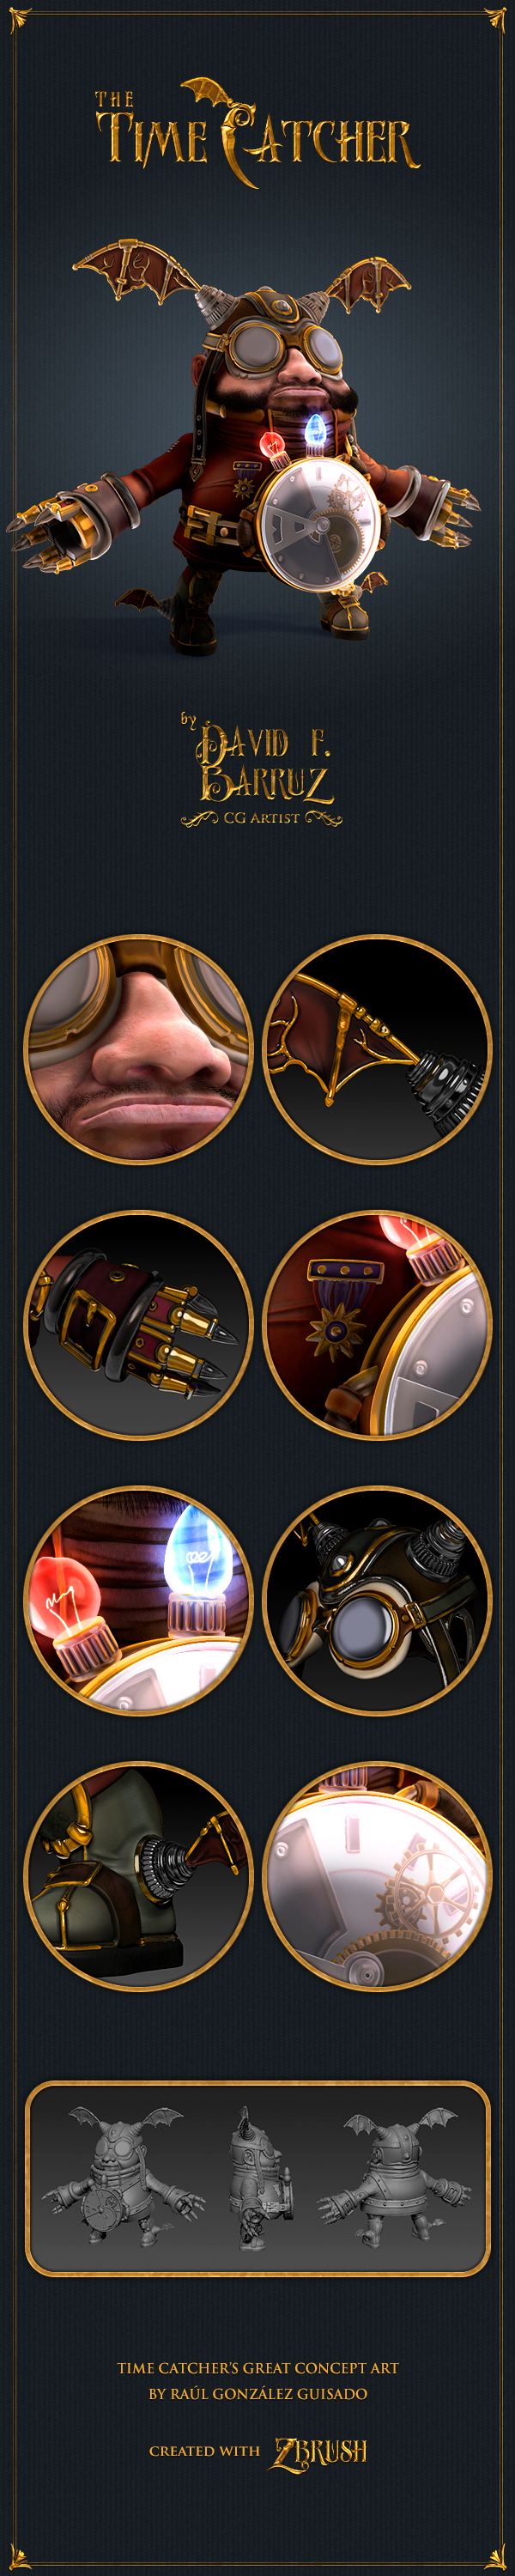 THE
TIME CATCHER
by
DAVID F.
BARRUZ
CG ARTIST
TIME CATCHER'S GREAT CONCEPT ART
BY RAÚL GONZÁLEZ GUISADO
CREATED WITH ZBRUSH